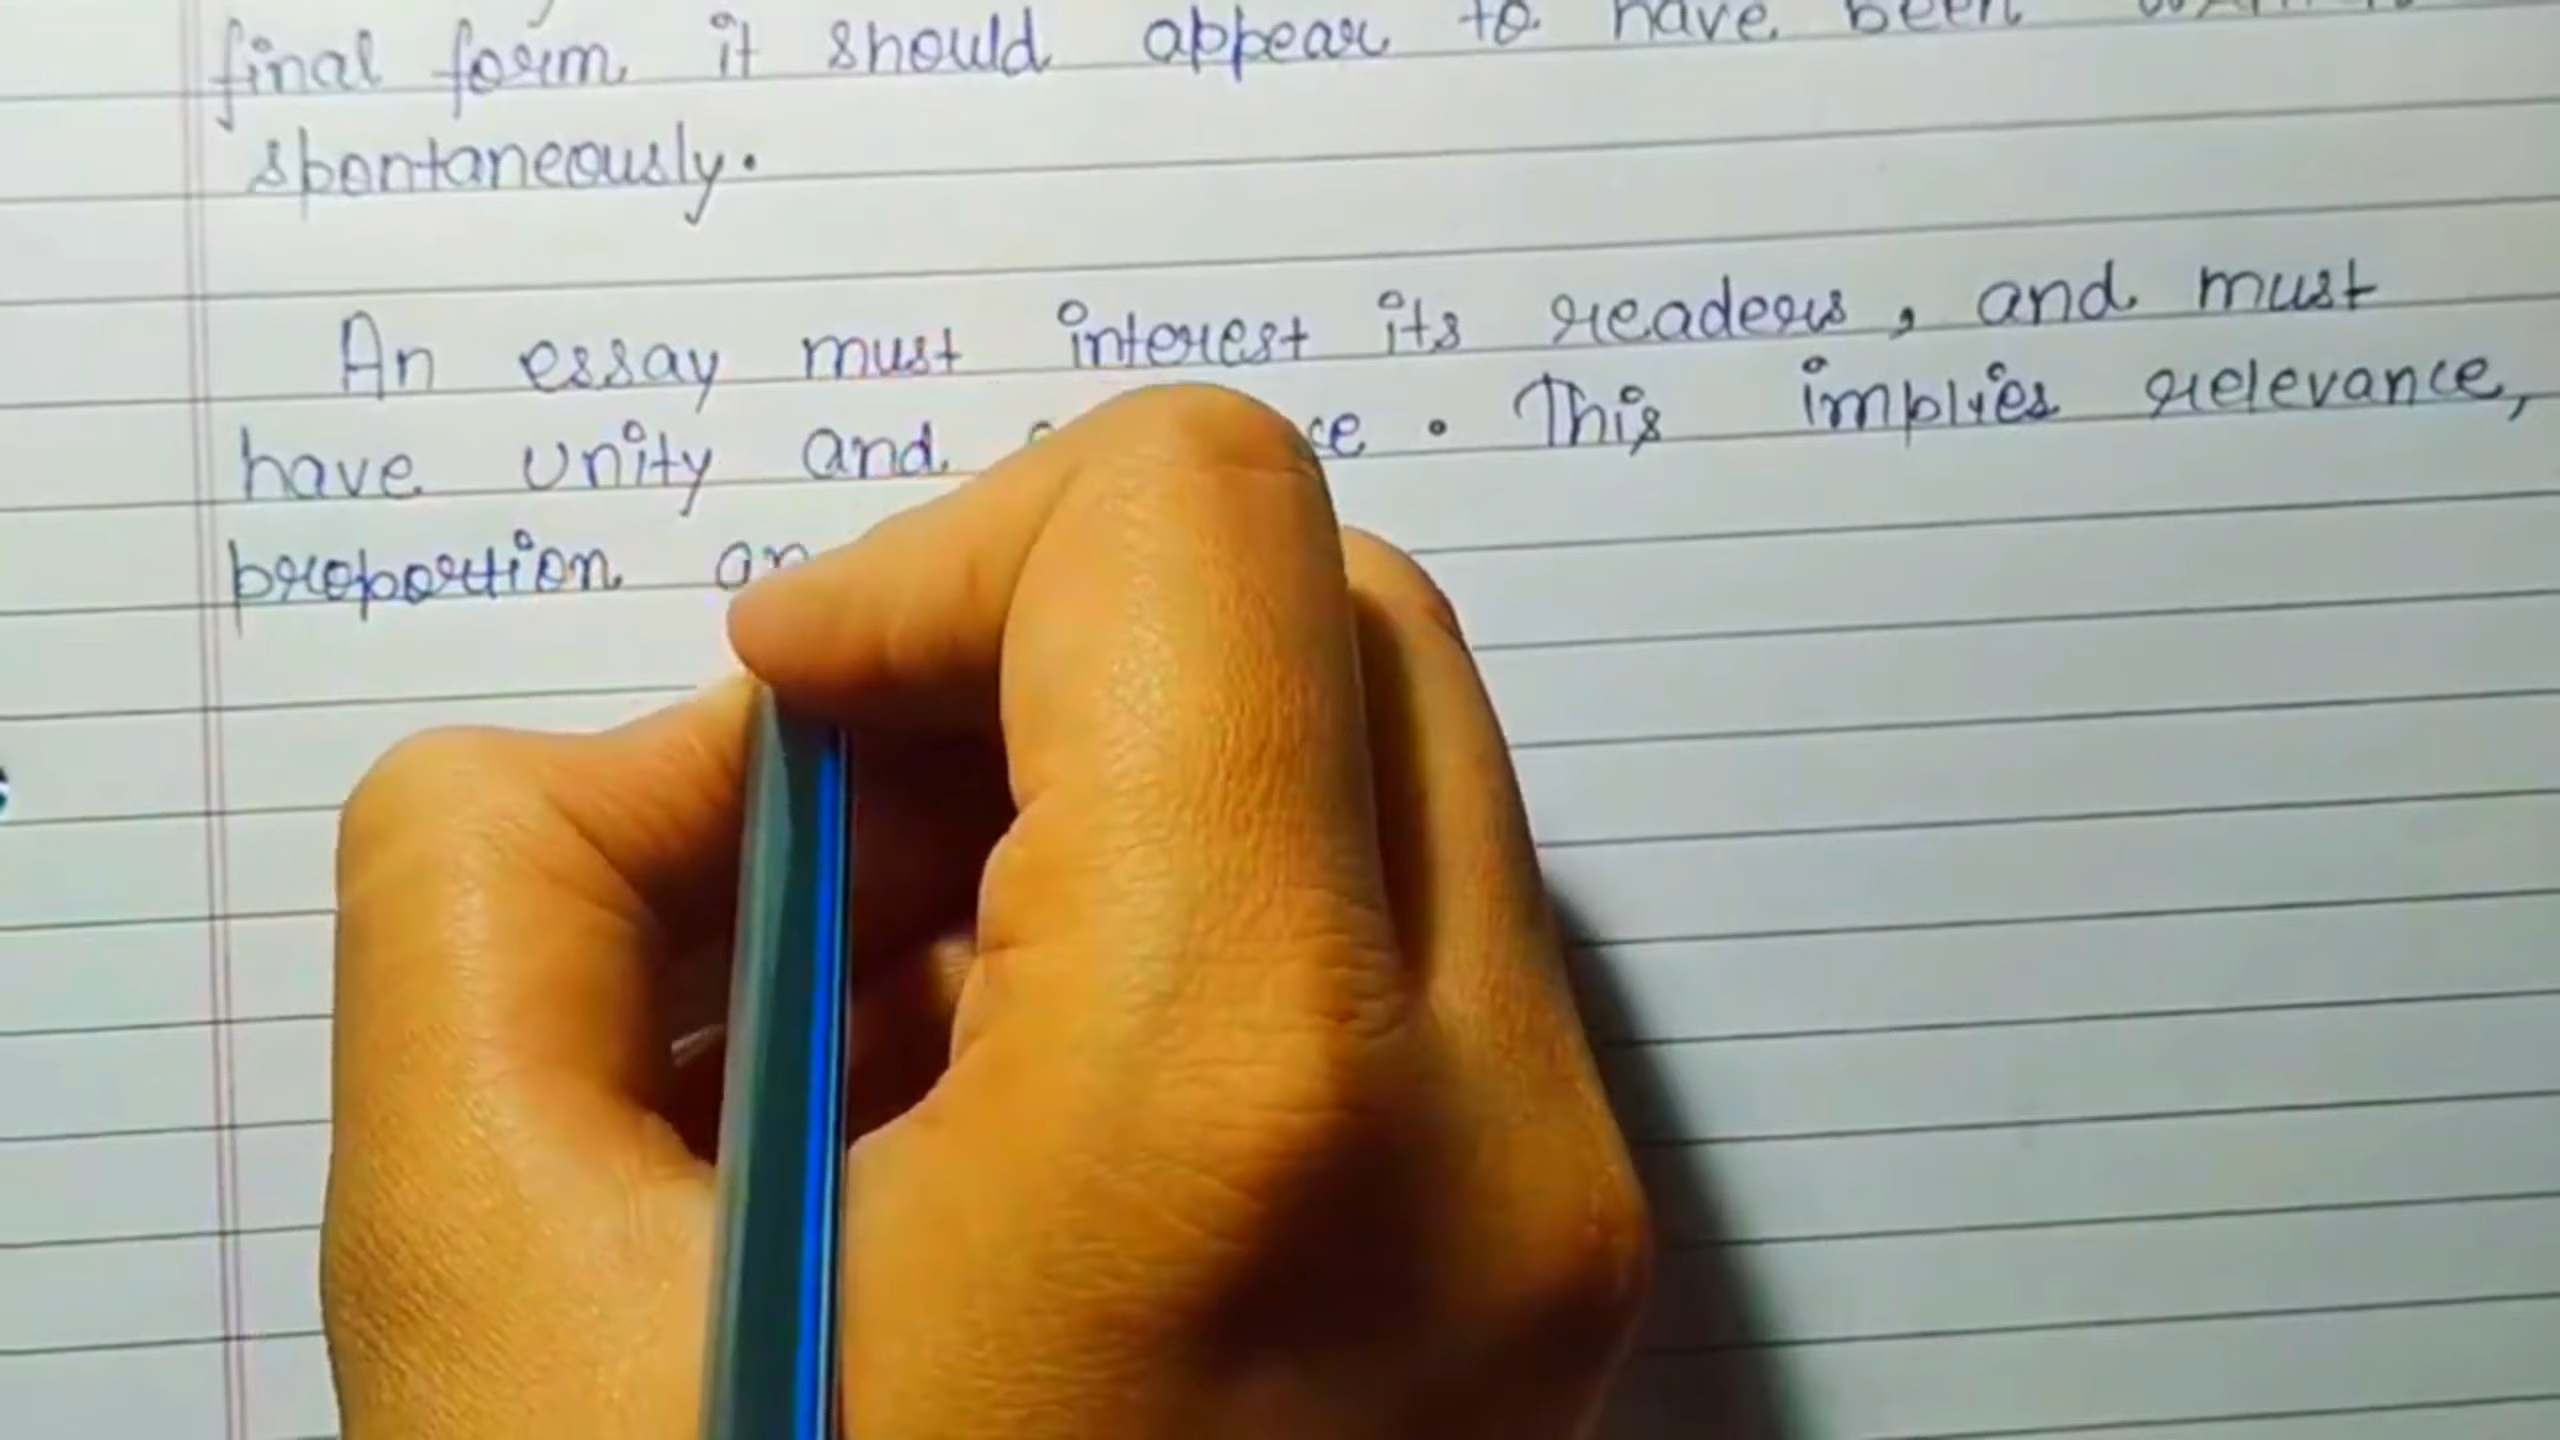 final form it should appear to have been
spontaneously.
An essay must interest its readers, and must
have unity and . This implies relevance,
proportion